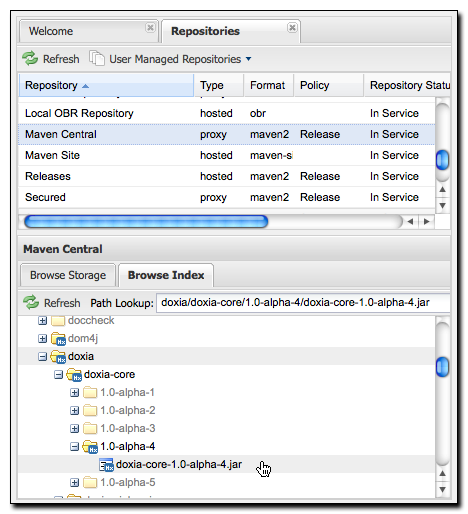 Welcome Repositories
Refresh User Managed Repositories
Repository Type Format Policy Repository Statu
Local OBR Repository hosted obr In Service
Maven Central proxy maven2 Release In Service
Maven Site hosted maven-si In Service
Releases hosted maven2 Release In Service
Secured proxy maven2 Release In Service
Maven Central
Browse Storage Browse Index
Refresh Path Lookup: doxia/doxia-core/1.0-alpha-4/doxia-core-1.0-alpha-4.jar
doccheck
dom4j
doxia
doxia-core
1.0-alpha-1
1.0-alpha-2
1.0-alpha-3
1.0-alpha-4
doxia-core-1.0-alpha-4.jar
1.0-alpha-5